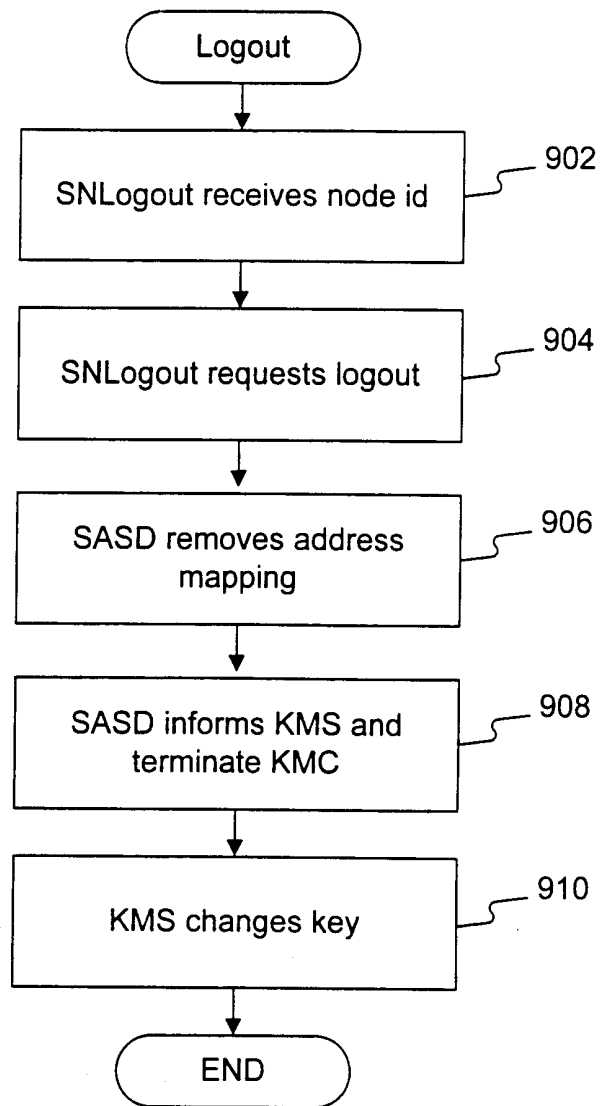 Logout
SNLogout receives node id
902
SNLogout requests logout
904
SASD removes address
mapping
906
SASD informs KMS and
terminate KMC
908
KMS changes key
910
END